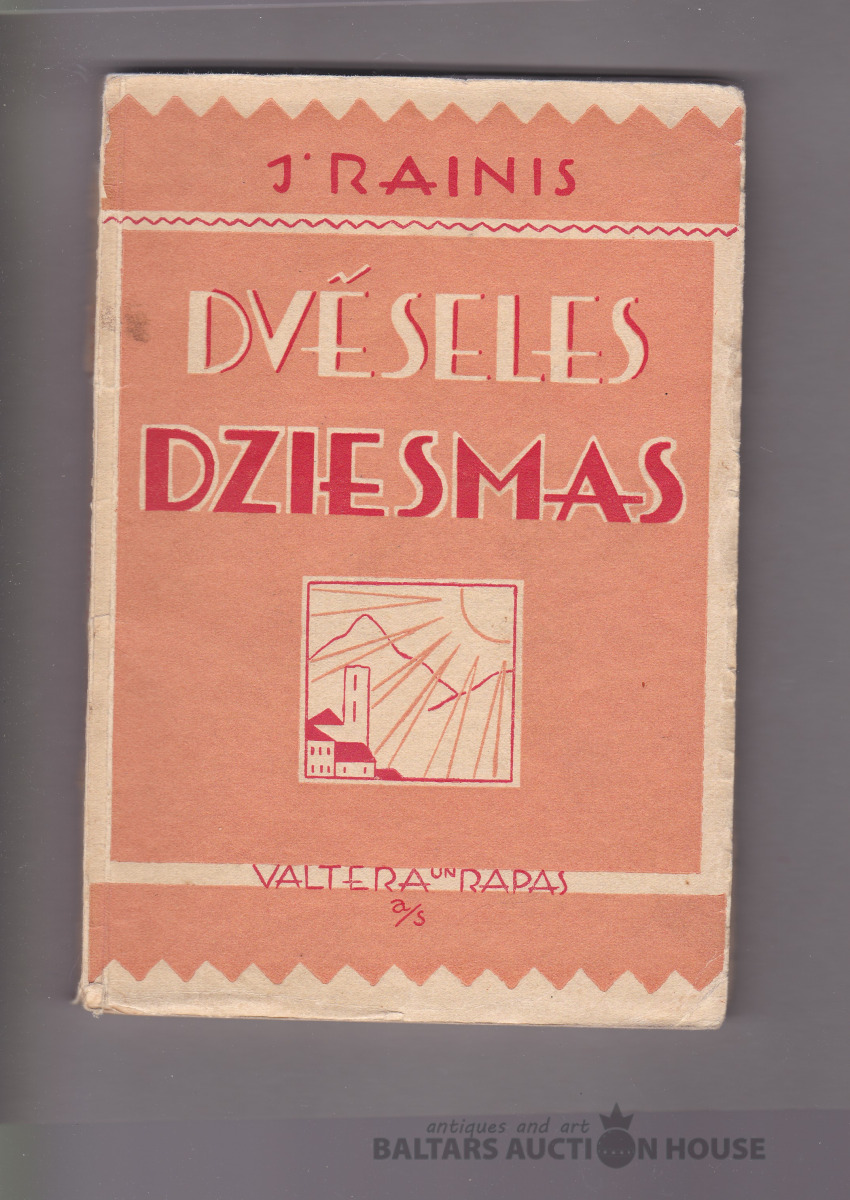 J. RAINIS
DVĒSELES
DZIESMAS
VALTERA UN RAPAS
a/s
antiques and art
BALTARS AUCTION HOUSE